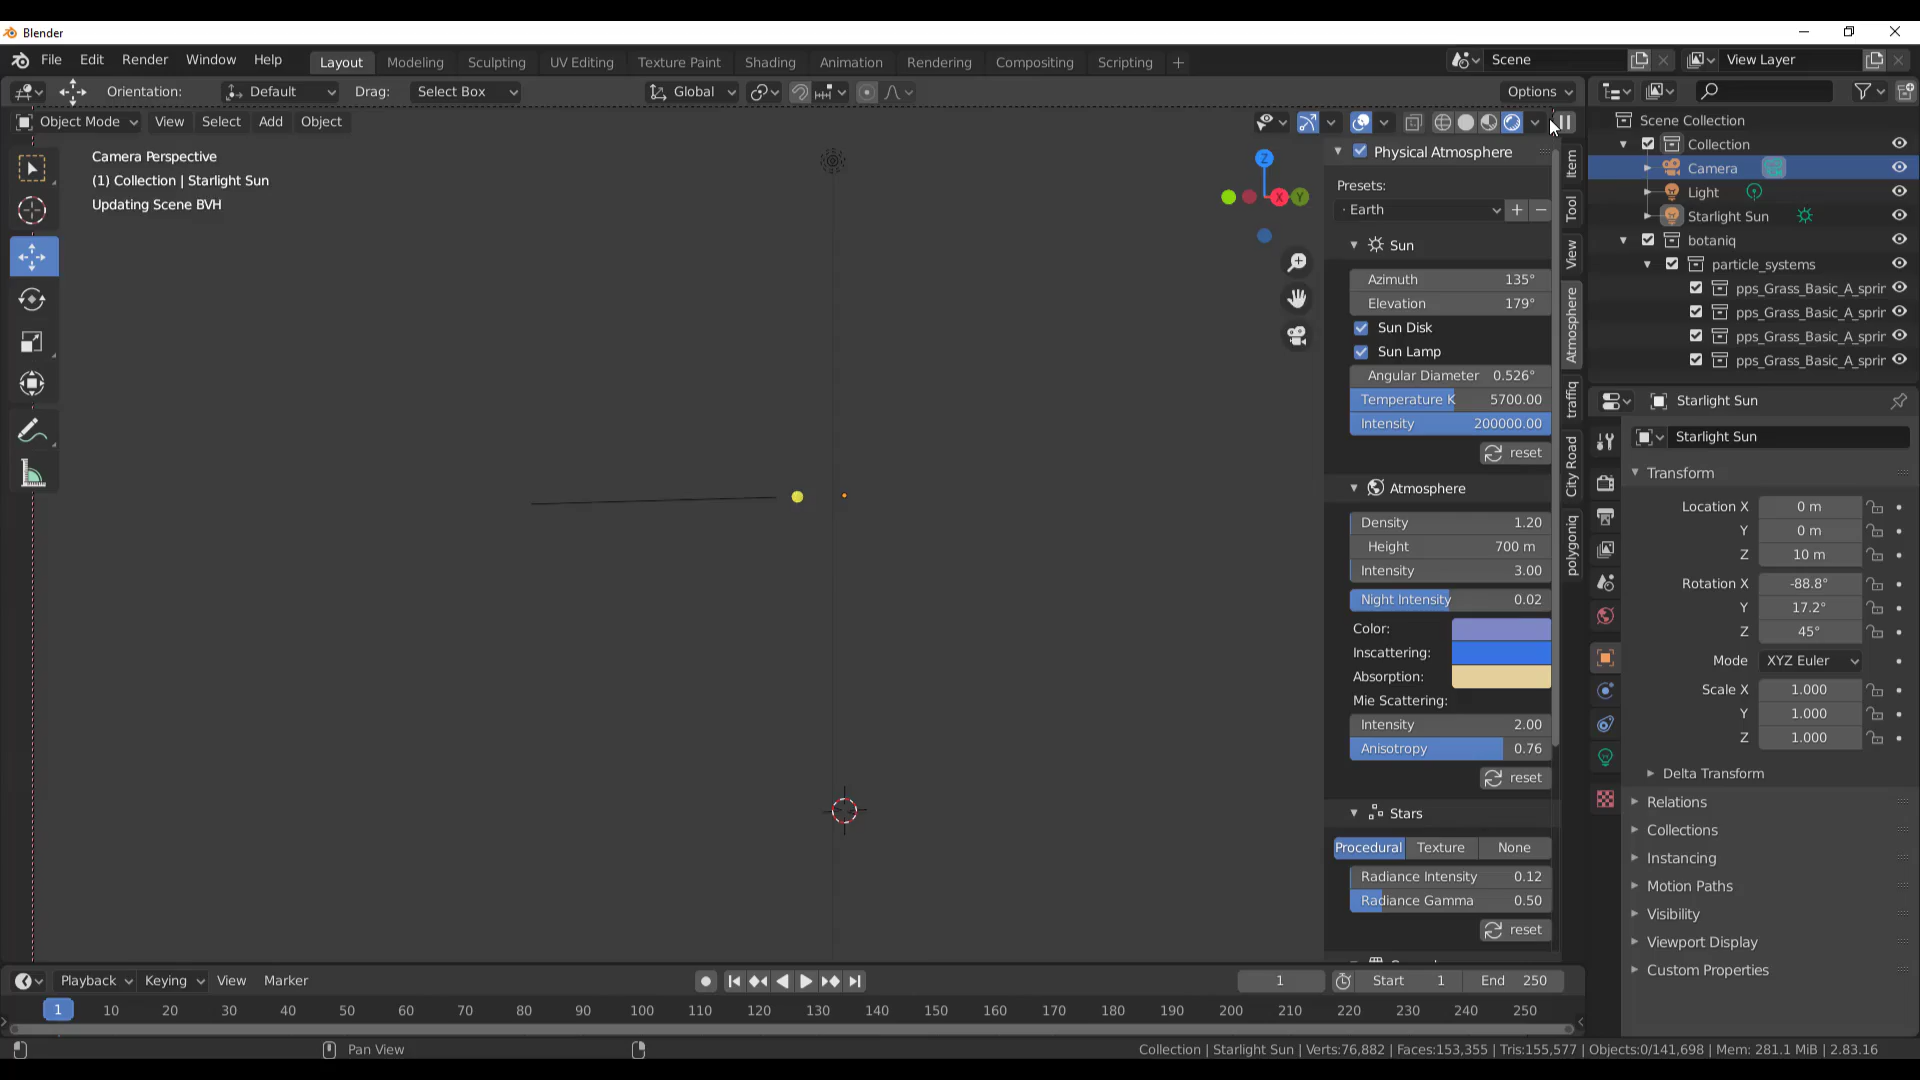 Blender
File Edit Render Window Help Layout Modeling Sculpting UV Editing Texture Paint Shading Animation Rendering Compositing Scripting + Scene View Layer
Orientation: Default Drag: Select Box Global Options
Object Mode View Select Add Object
Camera Perspective
(1) Collection | Starlight Sun
Updating Scene BVH
Z
X
Y
Physical Atmosphere
Presets:
· Earth
Sun
Azimuth 135°
Elevation 179°
Sun Disk
Sun Lamp
Angular Diameter 0.526°
Temperature K 5700.00
Intensity 200000.00
reset
Atmosphere
Density 1.20
Height 700 m
Intensity 3.00
Night Intensity 0.02
Color:
Inscattering:
Absorption:
Mie Scattering:
Intensity 2.00
Anisotropy 0.76
reset
Stars
Procedural Texture None
Radiance Intensity 0.12
Radiance Gamma 0.50
reset
Item
Tool
View
Atmosphere
traffiq
City Road
polygoniq
Scene Collection
Collection
Camera
Light
Starlight Sun
botaniq
particle_systems
pps_Grass_Basic_A_sprin
pps_Grass_Basic_A_sprin
pps_Grass_Basic_A_sprin
pps_Grass_Basic_A_sprin
Starlight Sun
Starlight Sun
Transform
Location X 0 m
Y 0 m
Z 10 m
Rotation X -88.8°
Y 17.2°
Z 45°
Mode XYZ Euler
Scale X 1.000
Y 1.000
Z 1.000
Delta Transform
Relations
Collections
Instancing
Motion Paths
Visibility
Viewport Display
Custom Properties
Playback Keying View Marker 1 Start 1 End 250
1 10 20 30 40 50 60 70 80 90 100 110 120 130 140 150 160 170 180 190 200 210 220 230 240 250
Pan View
Collection | Starlight Sun | Verts:76,882 | Faces:153,355 | Tris:155,577 | Objects:0/141,698 | Mem: 281.1 MiB | 2.83.16